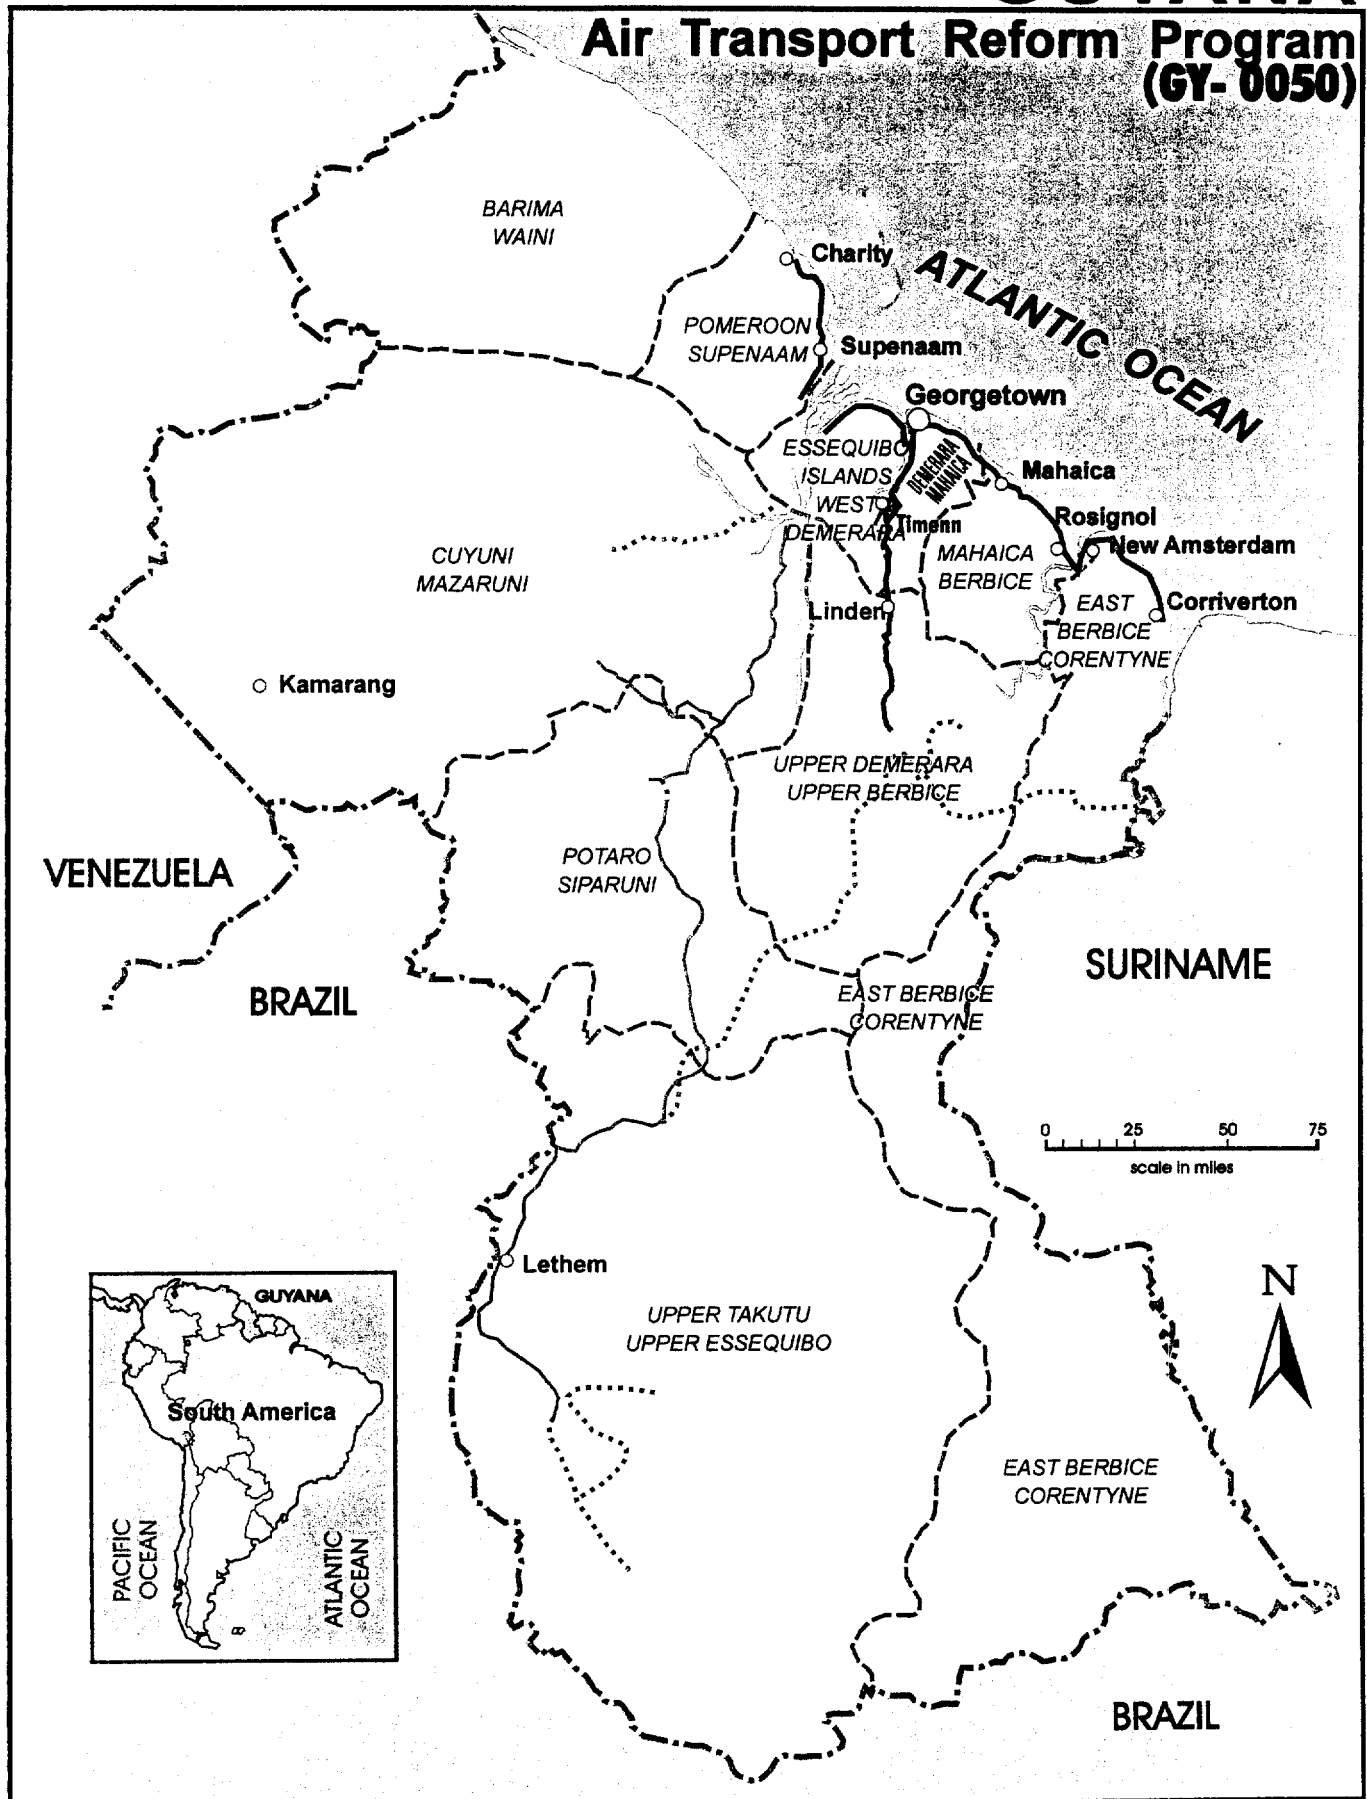 Air Transport Reform Program
(GY- 0050)
BARIMA
WAINI
Charity
ATLANTIC OCEAN
POMEROON
SUPENAAM
Supenaam
Georgetown
ESSEQUIBO
ISLANDS
WEST
DEMERARA
DEMERARA
MAHAICA
Mahaica
Timehn
Rosignol
New Amsterdam
CUYUNI
MAZARUNI
MAHAICA
BERBICE
Linden
EAST
BERBICE
CORENTYNE
Corriverton
Kamarang
UPPER DEMERARA
UPPER BERBICE
VENEZUELA
POTARO
SIPARUNI
SURINAME
BRAZIL
EAST BERBICE
CORENTYNE
0 25 50 75
scale in miles
Lethem
N
UPPER TAKUTU
UPPER ESSEQUIBO
GUYANA
South America
PACIFIC
OCEAN
ATLANTIC
OCEAN
EAST BERBICE
CORENTYNE
BRAZIL